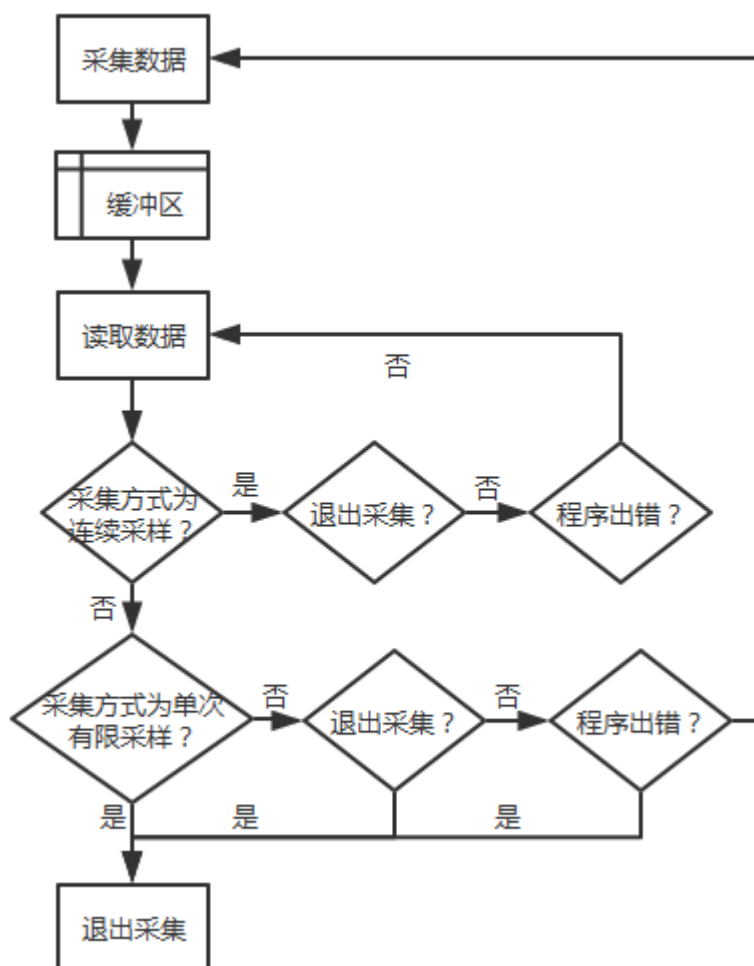 采集数据
缓冲区
读取数据
否
采集方式为
连续采样？
是
退出采集？
否
程序出错？
否
采集方式为单次
有限采样？
否
退出采集？
否
程序出错？
是
是
是
退出采集